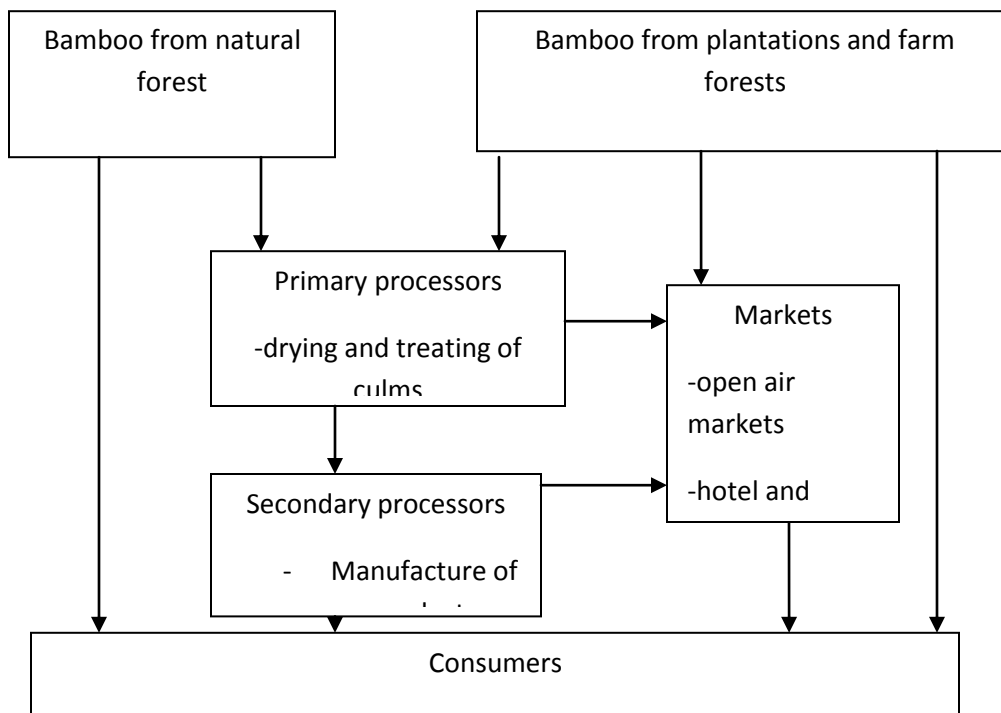 Bamboo from natural
forest
Bamboo from plantations and farm
forests
Primary processors
-drying and treating of
culms
Markets
-open air
markets
-hotel and
Secondary processors
- Manufacture of
Consumers